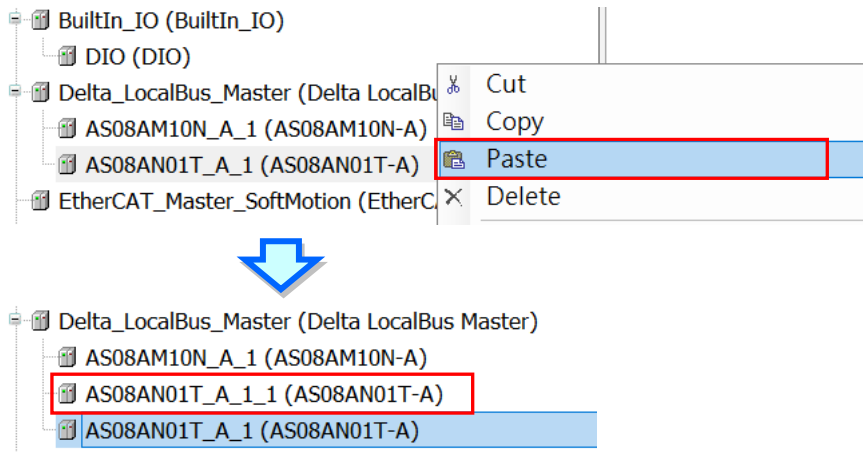 BuiltIn_IO (BuiltIn_IO)
DIO (DIO)
Delta_LocalBus_Master (Delta LocalBu
AS08AM10N_A_1 (AS08AM10N-A)
AS08AN01T_A_1 (AS08AN01T-A)
EtherCAT_Master_SoftMotion (EtherC
Cut
Copy
Paste
Delete
Delta_LocalBus_Master (Delta LocalBus Master)
AS08AM10N_A_1 (AS08AM10N-A)
AS08AN01T_A_1_1 (AS08AN01T-A)
AS08AN01T_A_1 (AS08AN01T-A)